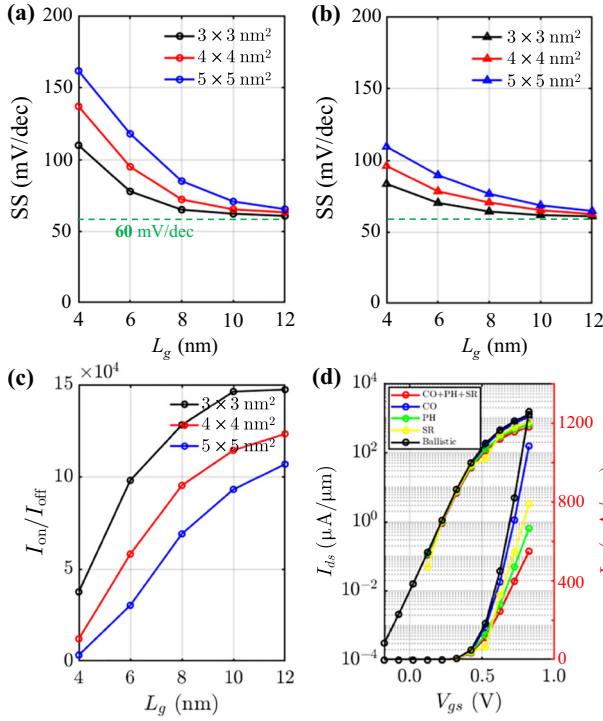 (a)
200
150
100
50
0
SS (mV/dec)
3 × 3 nm²
4 × 4 nm²
5 × 5 nm²
60 mV/dec
4 6 8 10 12
L_g (nm)
(b)
200
150
100
50
0
SS (mV/dec)
3 × 3 nm²
4 × 4 nm²
5 × 5 nm²
4 6 8 10 12
L_g (nm)
(c)
×10⁴
15
10
5
0
I_on/I_off
3 × 3 nm²
4 × 4 nm²
5 × 5 nm²
4 6 8 10 12
L_g (nm)
(d)
10⁴
10²
10⁰
10⁻²
10⁻⁴
I_ds (μA/μm)
CO+PH+SR
CO
PH
SR
Ballistic
1200
800
400
0
0.0 0.5 1.0
V_gs (V)